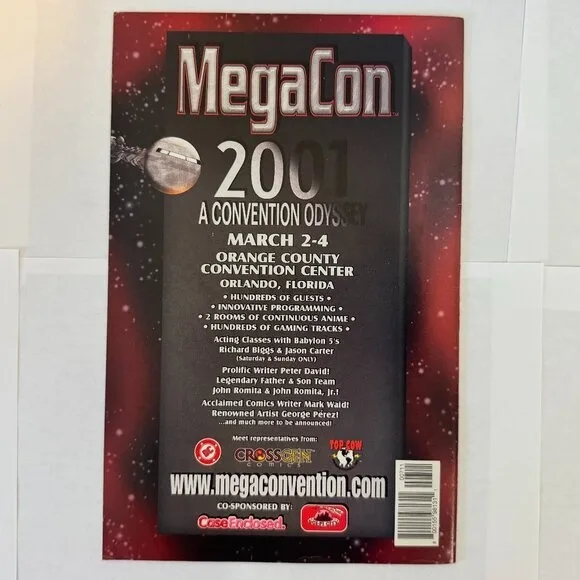 MegaCon™
2001
A CONVENTION ODYSSEY
MARCH 2-4
ORANGE COUNTY
CONVENTION CENTER
ORLANDO, FLORIDA
• HUNDREDS OF GUESTS •
• INNOVATIVE PROGRAMMING •
• 2 ROOMS OF CONTINUOUS ANIME •
• HUNDREDS OF GAMING TRACKS •
Acting Classes with Babylon 5's
Richard Biggs & Jason Carter
(Saturday & Sunday ONLY)
Prolific Writer Peter David!
Legendary Father & Son Team
John Romita & John Romita, Jr.!
Acclaimed Comics Writer Mark Waid!
Renowned Artist George Perez!
...and much more to be announced!
Meet representatives from:
DC
CROSSGEN
COMICS
TOP COW
www.megaconvention.com
CO-SPONSORED BY:
CaseEnclosed.
00711